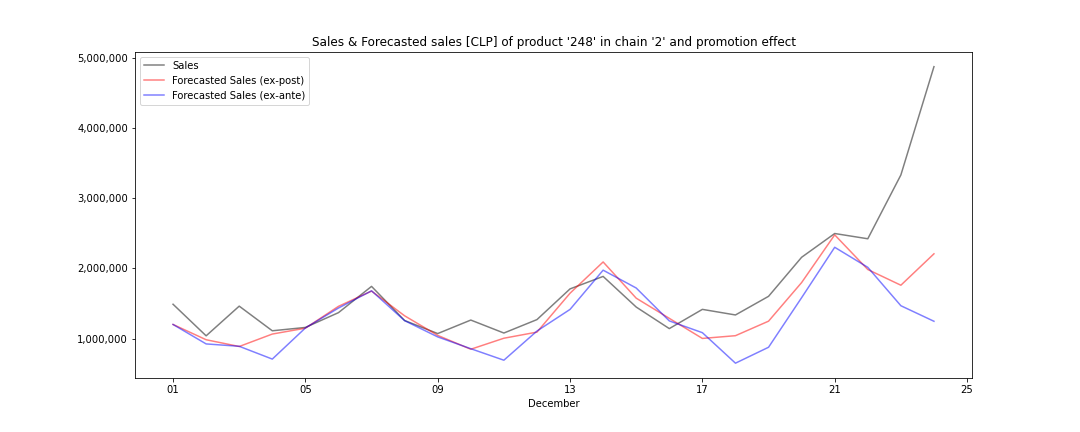 Sales & Forecasted sales [CLP] of product '248' in chain '2' and promotion effect
Sales
Forecasted Sales (ex-post)
Forecasted Sales (ex-ante)
5,000,000
4,000,000
3,000,000
2,000,000
1,000,000
01 05 09 13 17 21 25
December